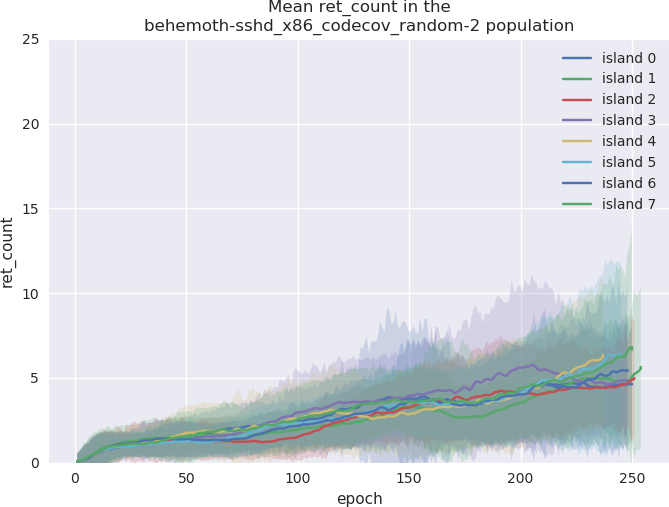 Mean ret_count in the
behemoth-sshd_x86_codecov_random-2 population
25
20
15
10
5
0
ret_count
island 0
island 1
island 2
island 3
island 4
island 5
island 6
island 7
0
50
100
150
200
250
epoch